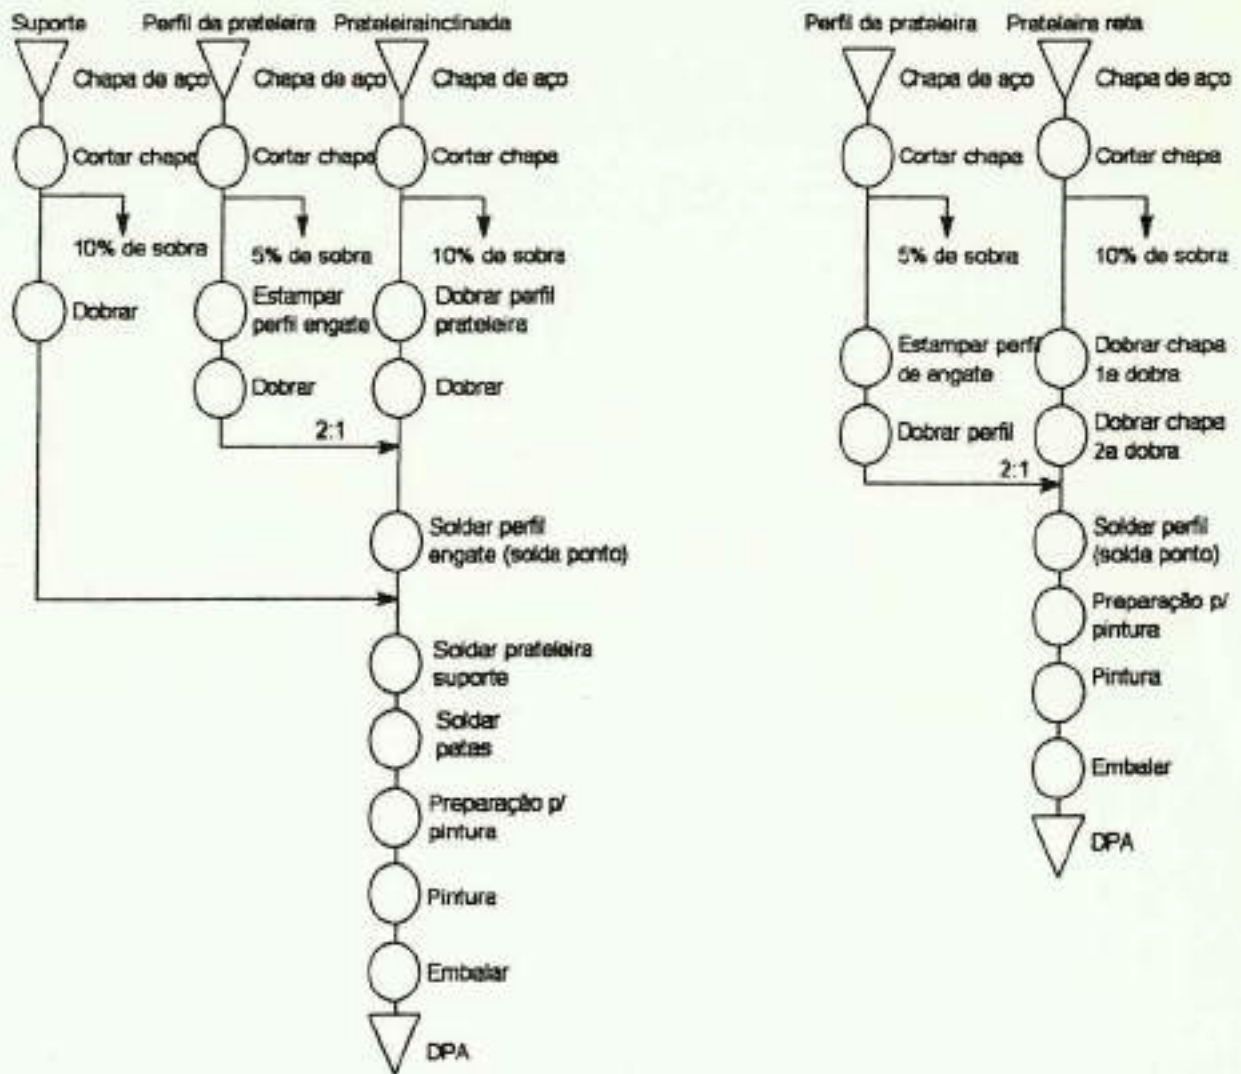 Suporte
Perfil da prateleira
Prateleirainclinada
Chapa de aço
Chapa de aço
Chapa de aço
Cortar chapa
Cortar chapa
Cortar chapa
10% de sobra
5% de sobra
10% de sobra
Dobrar
Estampar
perfil engate
Dobrar perfil
prateleira
Dobrar
Dobrar
2:1
Soldar perfil
engate (solda ponto)
Soldar prateleira
suporte
Soldar
patas
Preparação p/
pintura
Pintura
Embalar
DPA
Perfil da prateleira
Prateleira reta
Chapa de aço
Chapa de aço
Cortar chapa
Cortar chapa
5% de sobra
10% de sobra
Estampar perfil
de engate
Dobrar chapa
1a dobra
Dobrar perfil
Dobrar chapa
2a dobra
2:1
Soldar perfil
(solda ponto)
Preparação p/
pintura
Pintura
Embalar
DPA